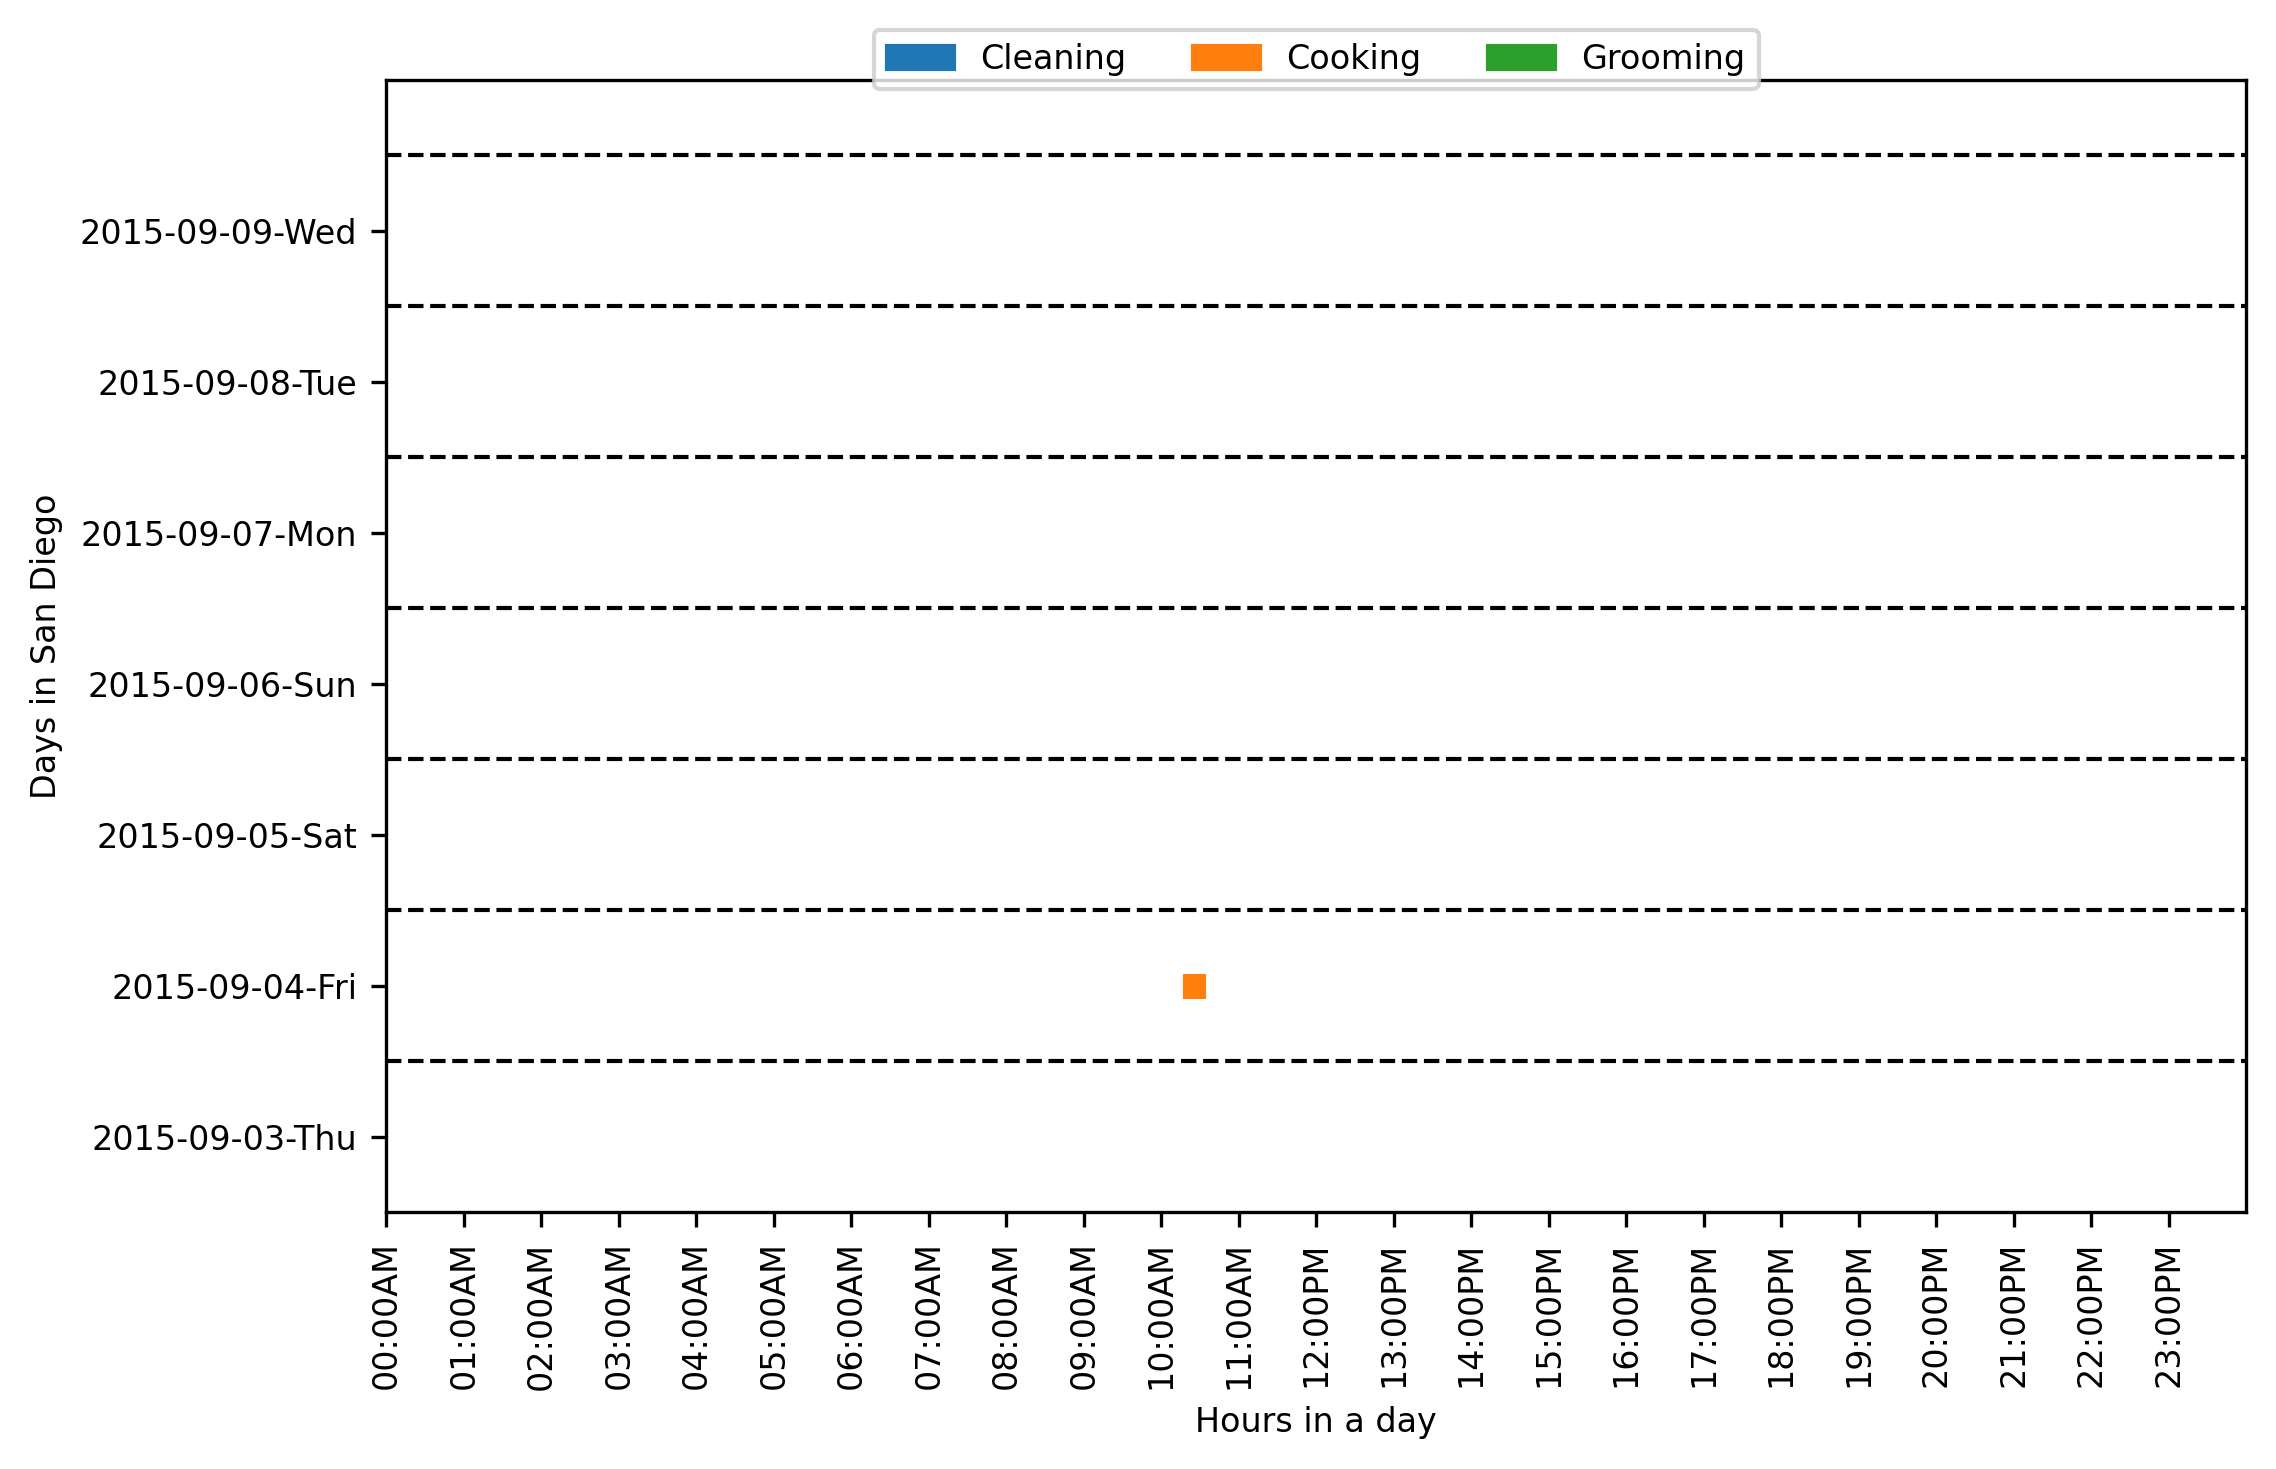 Cleaning Cooking Grooming
2015-09-09-Wed
2015-09-08-Tue
2015-09-07-Mon
2015-09-06-Sun
2015-09-05-Sat
2015-09-04-Fri
2015-09-03-Thu
Days in San Diego
00:00AM
01:00AM
02:00AM
03:00AM
04:00AM
05:00AM
06:00AM
07:00AM
08:00AM
09:00AM
10:00AM
11:00AM
12:00PM
13:00PM
14:00PM
15:00PM
16:00PM
17:00PM
18:00PM
19:00PM
20:00PM
21:00PM
22:00PM
23:00PM
Hours in a day